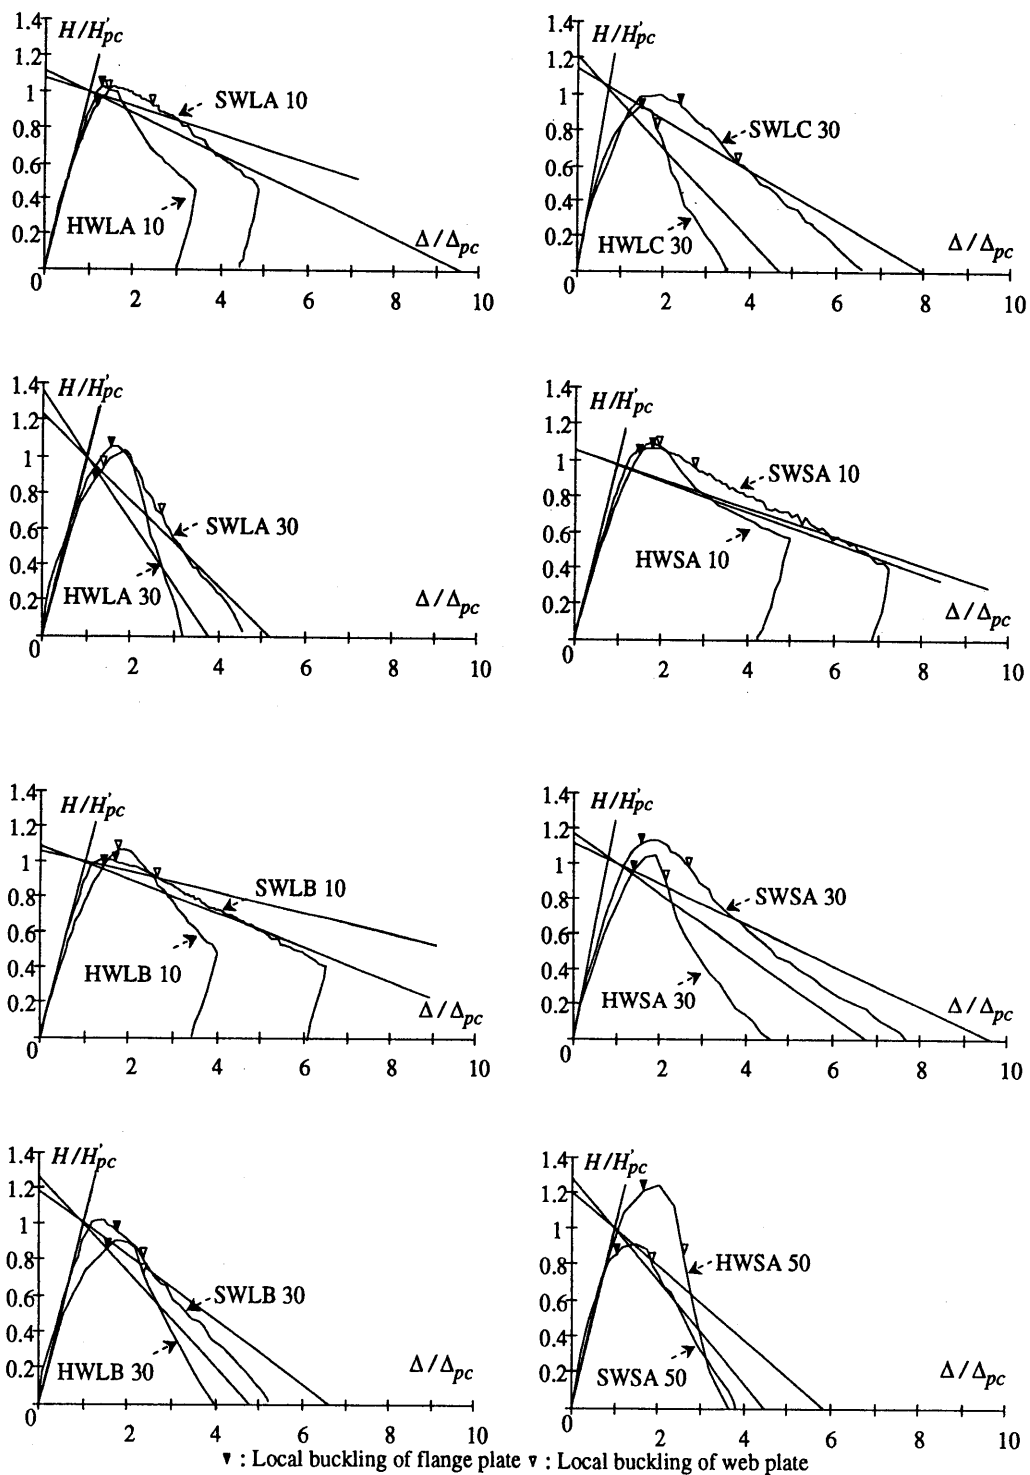 1.4
H/H'pc
1.2
1
0.8
0.6
0.4
0.2
0
SWLA 10
HWLA 10
Δ/Δpc
2 4 6 8 10
1.4
H/H'pc
1.2
1
0.8
0.6
0.4
0.2
0
SWLC 30
HWLC 30
Δ/Δpc
2 4 6 8 10
1.4
H/H'pc
1.2
1
0.8
0.6
0.4
0.2
0
SWLA 30
HWLA 30
Δ/Δpc
2 4 6 8 10
1.4
H/H'pc
1.2
1
0.8
0.6
0.4
0.2
0
SWSA 10
HWSA 10
Δ/Δpc
2 4 6 8 10
1.4
H/H'pc
1.2
1
0.8
0.6
0.4
0.2
0
SWLB 10
HWLB 10
Δ/Δpc
2 4 6 8 10
1.4
H/H'pc
1.2
1
0.8
0.6
0.4
0.2
0
SWSA 30
HWSA 30
Δ/Δpc
2 4 6 8 10
1.4
H/H'pc
1.2
1
0.8
0.6
0.4
0.2
0
SWLB 30
HWLB 30
Δ/Δpc
2 4 6 8 10
1.4
H/H'pc
1.2
1
0.8
0.6
0.4
0.2
0
HWSA 50
SWSA 50
Δ/Δpc
2 4 6 8 10
▼ : Local buckling of flange plate ▽ : Local buckling of web plate